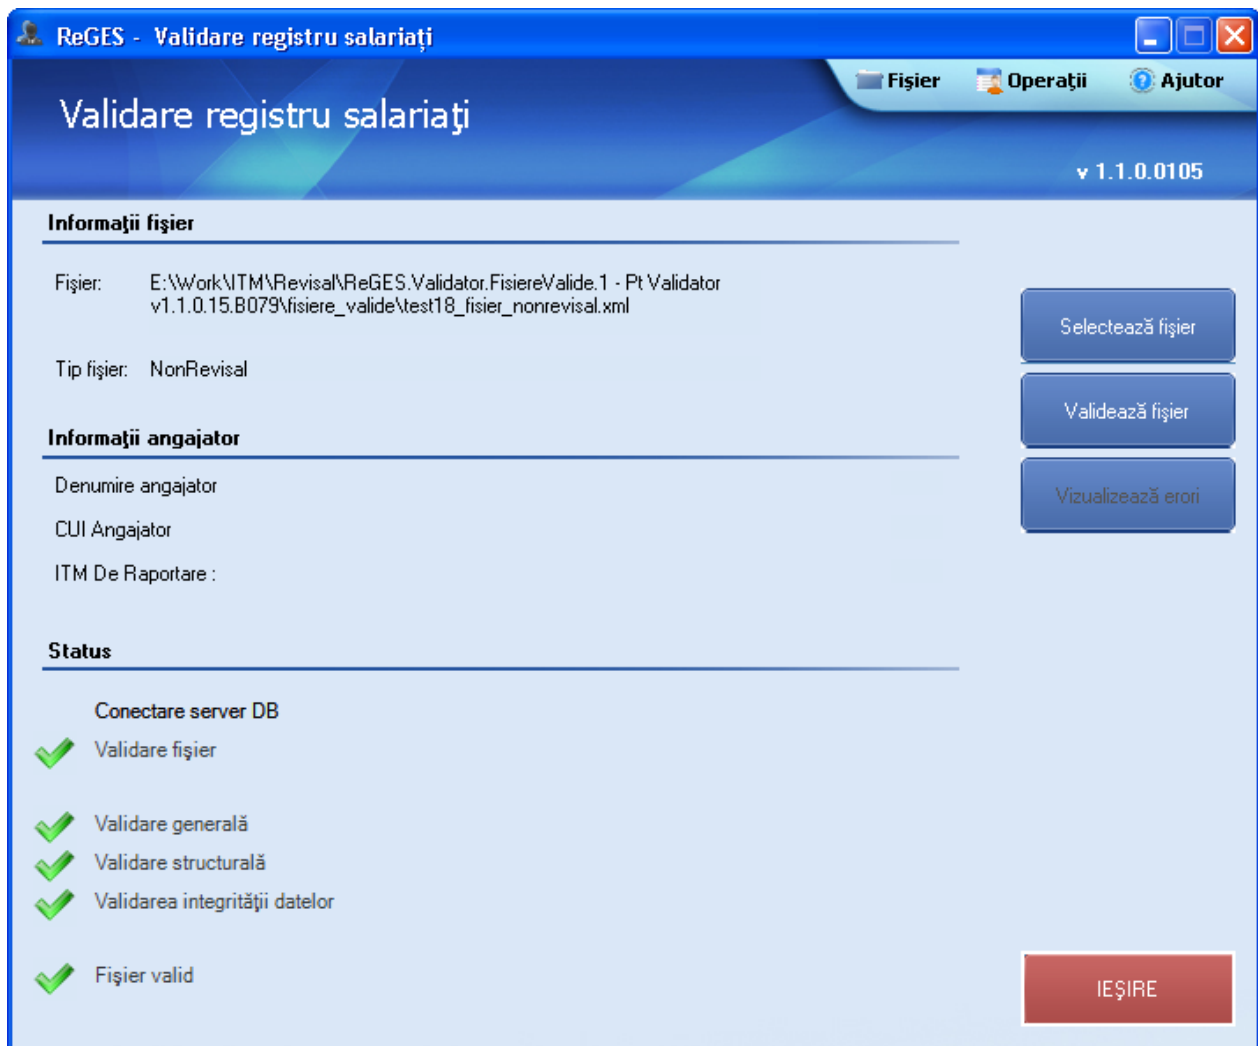 ReGES - Validare registru salariați
Fişier Operaţii Ajutor
Validare registru salariaţi
v 1.1.0.0105
Informaţii fişier
Fişier: E:\Work\ITM\Revisal\ReGES.Validator.FisiereValide.1 - Pt Validator
v1.1.0.15.B079\fisiere_valide\test18_fisier_nonrevisal.xml
Selectează fişier
Tip fişier: NonRevisal
Validează fişier
Informaţii angajator
Denumire angajator
Vizualizează erori
CUI Angajator
ITM De Raportare :
Status
Conectare server DB
Validare fişier
Validare generală
Validare structurală
Validarea integrităţii datelor
Fişier valid
IEŞIRE